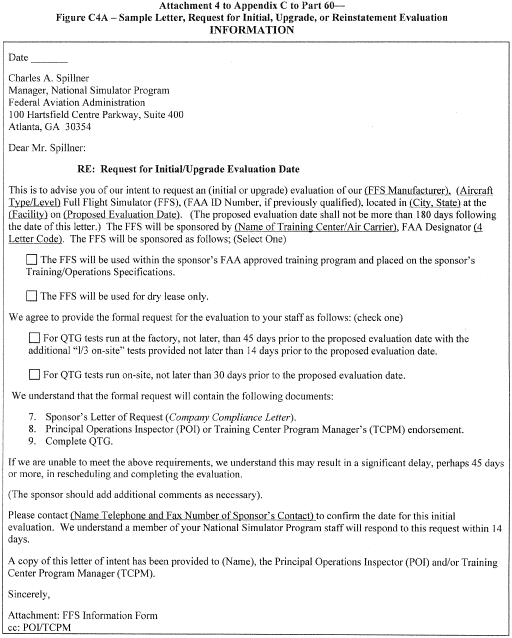 Attachment 4 to Appendix C to Part 60—
Figure C4A – Sample Letter, Request for Initial, Upgrade, or Reinstatement Evaluation
INFORMATION
Date
Charles A. Spillner
Manager, National Simulator Program
Federal Aviation Administration
100 Hartsfield Centre Parkway, Suite 400
Atlanta, GA 30354
Dear Mr. Spillner:
RE: Request for Initial/Upgrade Evaluation Date
This is to advise you of our intent to request an (initial or upgrade) evaluation of our (FFS Manufacturer), (Aircraft
Type/Level) Full Flight Simulator (FFS), (FAA ID Number, if previously qualified), located in (City, State) at the
(Facility) on (Proposed Evaluation Date). (The proposed evaluation date shall not be more than 180 days following
the date of this letter.) The FFS will be sponsored by (Name of Training Center/Air Carrier), FAA Designator (4
Letter Code). The FFS will be sponsored as follows; (Select One)
The FFS will be used within the sponsor's FAA approved training program and placed on the sponsor's
Training/Operations Specifications.
The FFS will be used for dry lease only.
We agree to provide the formal request for the evaluation to your staff as follows: (check one)
For QTG tests run at the factory, not later, than 45 days prior to the proposed evaluation date with the
additional "1/3 on-site" tests provided not later than 14 days prior to the proposed evaluation date.
For QTG tests run on-site, not later than 30 days prior to the proposed evaluation date.
We understand that the formal request will contain the following documents:
7. Sponsor's Letter of Request (Company Compliance Letter).
8. Principal Operations Inspector (POI) or Training Center Program Manager's (TCPM) endorsement.
9. Complete QTG.
If we are unable to meet the above requirements, we understand this may result in a significant delay, perhaps 45 days
or more, in rescheduling and completing the evaluation.
(The sponsor should add additional comments as necessary).
Please contact (Name Telephone and Fax Number of Sponsor's Contact) to confirm the date for this initial
evaluation. We understand a member of your National Simulator Program staff will respond to this request within 14
days.
A copy of this letter of intent has been provided to (Name), the Principal Operations Inspector (POI) and/or Training
Center Program Manager (TCPM).
Sincerely,
Attachment: FFS Information Form
cc: POI/TCPM